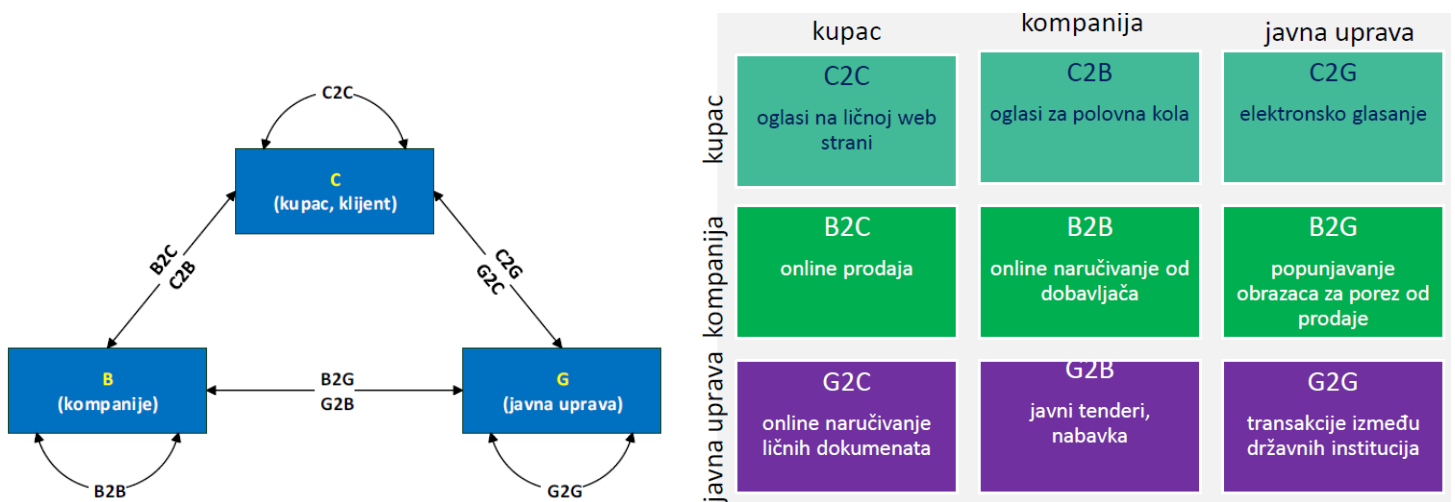 C2C
C
(kupac, klijent)
B2C
C2B
C2G
G2C
B
(kompanije)
B2G
G2B
G
(javna uprava)
B2B
G2G
kupac
kompanija
javna uprava
kupac
C2C
oglasi na ličnoj web
strani
C2B
oglasi za polovna kola
C2G
elektronsko glasanje
kompanija
B2C
online prodaja
B2B
online naručivanje od
dobavljača
B2G
popunjavanje
obrazaca za porez od
prodaje
javna uprava
G2C
online naručivanje
ličnih dokumenata
G2B
javni tenderi,
nabavka
G2G
transakcije između
državnih institucija